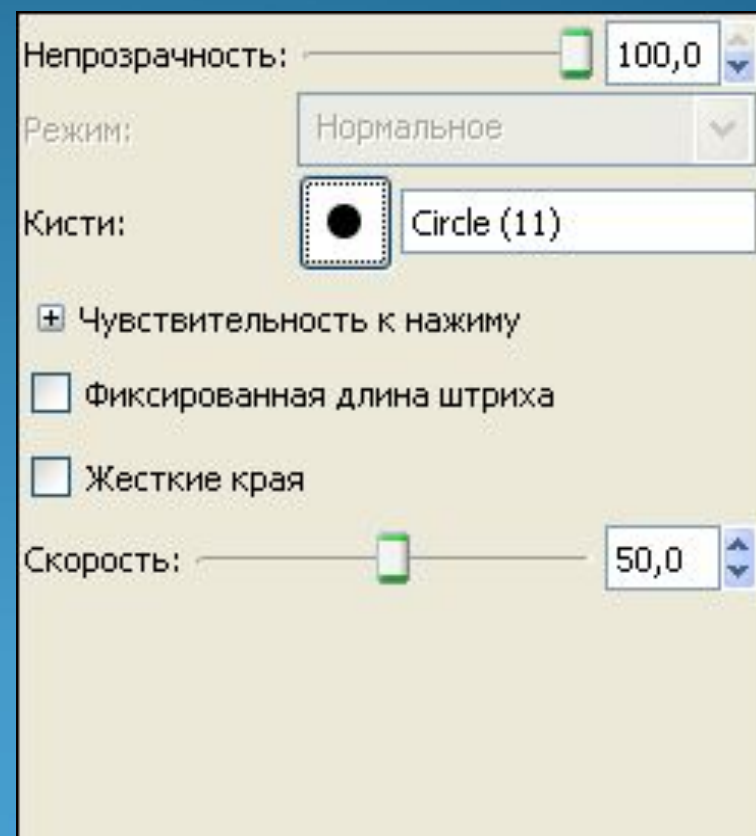 Непрозрачность: 100,0
Режим: Нормальное
Кисти: Circle (11)
Чувствительность к нажиму
Фиксированная длина штриха
Жесткие края
Скорость: 50,0